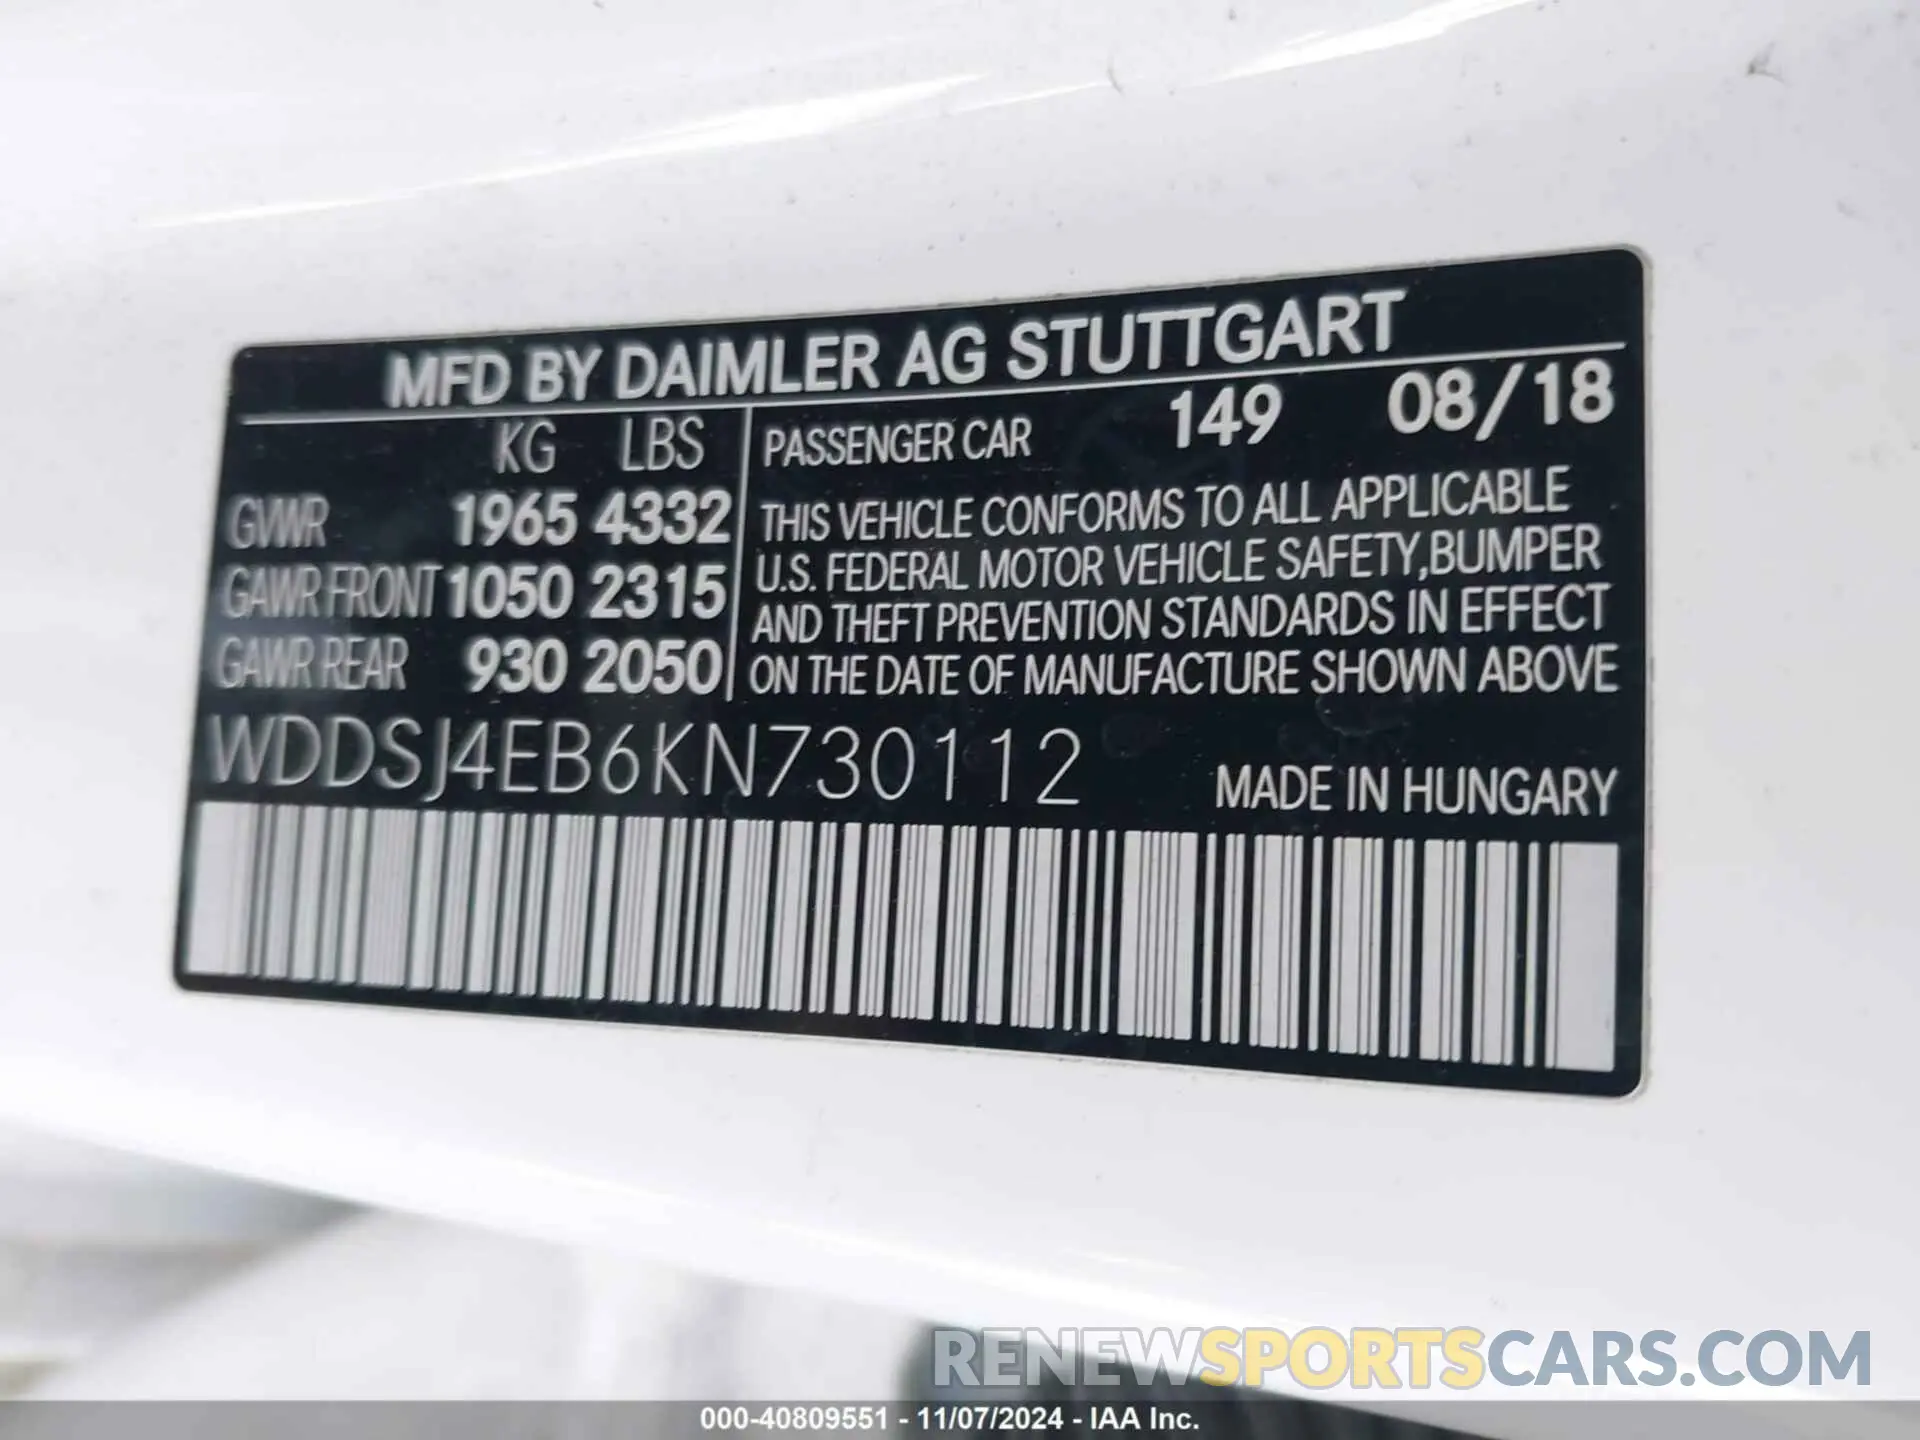 MFD BY DAIMLER AG STUTTGART
KG LBS
GVWR 1965 4332
GAWR FRONT 1050 2315
GAWR REAR 930 2050
PASSENGER CAR 149 08/18
THIS VEHICLE CONFORMS TO ALL APPLICABLE
U.S. FEDERAL MOTOR VEHICLE SAFETY,BUMPER
AND THEFT PREVENTION STANDARDS IN EFFECT
ON THE DATE OF MANUFACTURE SHOWN ABOVE
WDDSJ4EB6KN730112
MADE IN HUNGARY
RENEWSPORTSCARS.COM
000-40809551 - 11/07/2024 - IAA Inc.